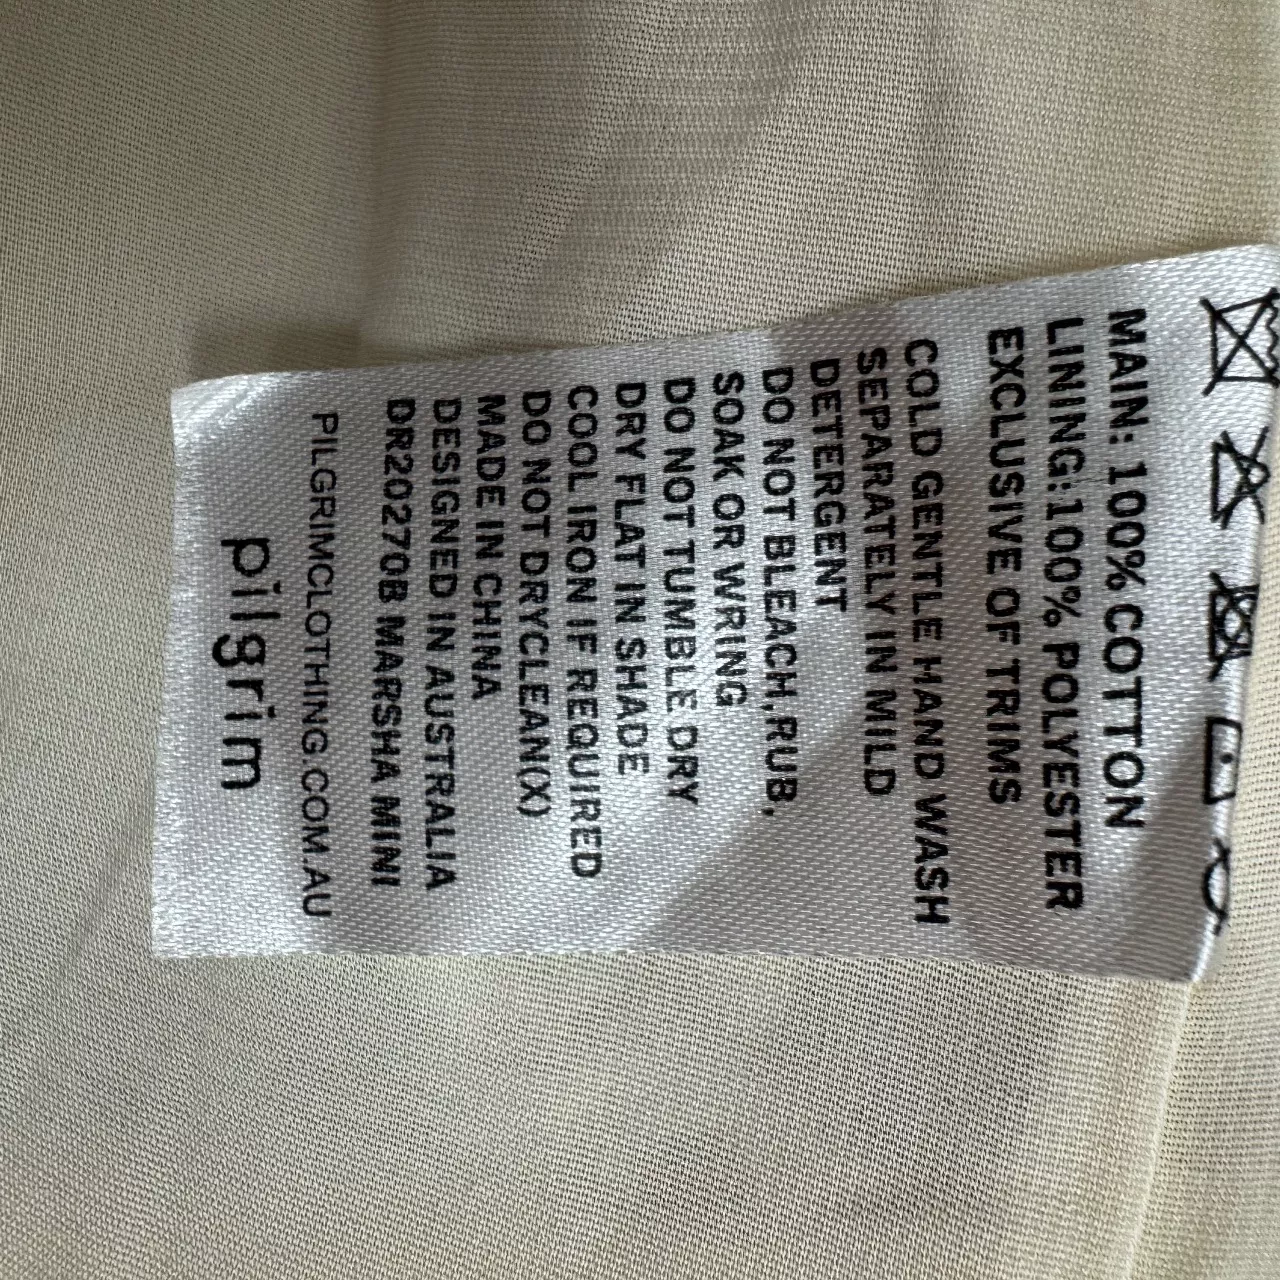 MAIN: 100% COTTON
LINING:100% POLYESTER
EXCLUSIVE OF TRIMS
COLD GENTLE HAND WASH
SEPARATELY IN MILD
DETERGENT
DO NOT BLEACH,RUB,
SOAK OR WRING
DO NOT TUMBLE DRY
DRY FLAT IN SHADE
COOL IRON IF REQUIRED
DO NOT DRYCLEAN(X)
MADE IN CHINA
DESIGNED IN AUSTRALIA
DR20270B MARSHA MINI
PILGRIMCLOTHING.COM.AU
pilgrim